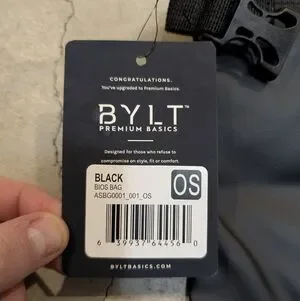 CONGRATULATIONS.
You've upgraded to Premium Basics.
BYLT™
PREMIUM BASICS
Designed for those who refuse to
compromise on style, fit or comfort.
BLACK
BIOS BAG
ASBG0001_001_OS
OS
6 39937 64456 0
BYLTBASICS.COM